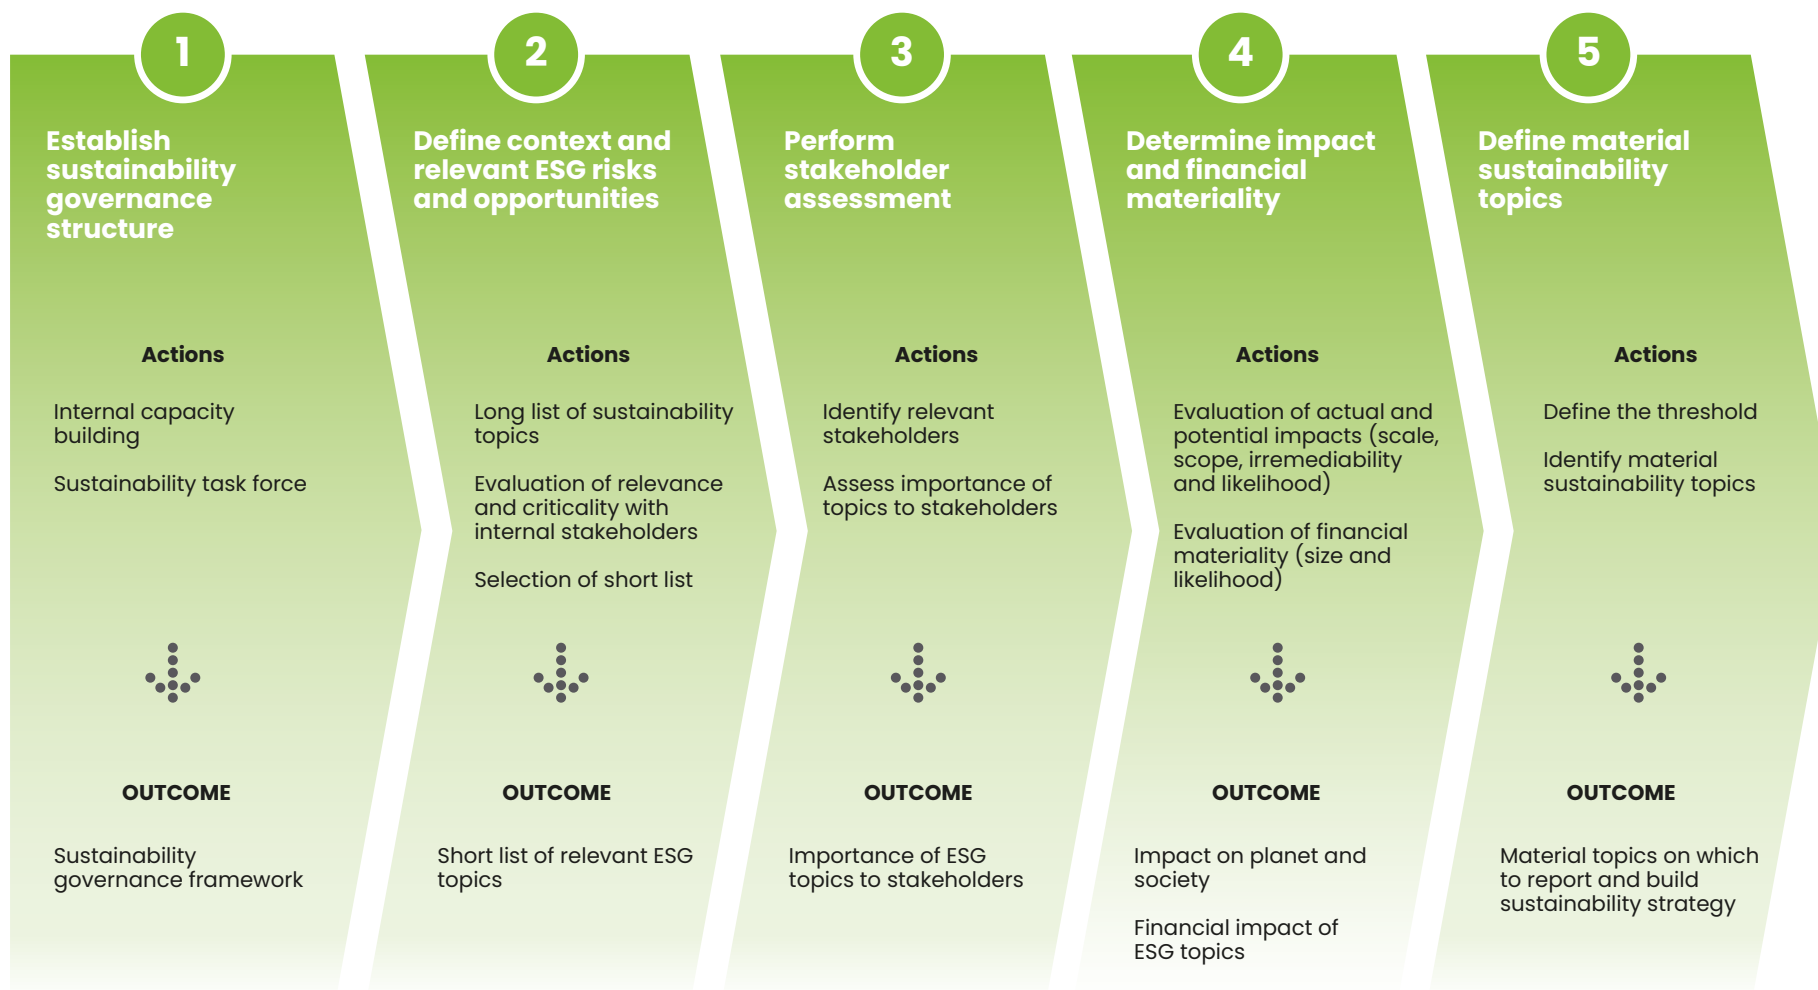 1
Establish
sustainability
governance
structure
Actions
Internal capacity
building
Sustainability task force
OUTCOME
Sustainability
governance framework
2
Define context and
relevant ESG risks
and opportunities
Actions
Long list of sustainability
topics
Evaluation of relevance
and criticality with
internal stakeholders
Selection of short list
OUTCOME
Short list of relevant ESG
topics
3
Perform
stakeholder
assessment
Actions
Identify relevant
stakeholders
Assess importance of
topics to stakeholders
OUTCOME
Importance of ESG
topics to stakeholders
4
Determine impact
and financial
materiality
Actions
Evaluation of actual and
potential impacts (scale,
scope, irremediability
and likelihood)
Evaluation of financial
materiality (size and
likelihood)
OUTCOME
Impact on planet and
society
Financial impact of
ESG topics
5
Define material
sustainability
topics
Actions
Define the threshold
Identify material
sustainability topics
OUTCOME
Material topics on which
to report and build
sustainability strategy